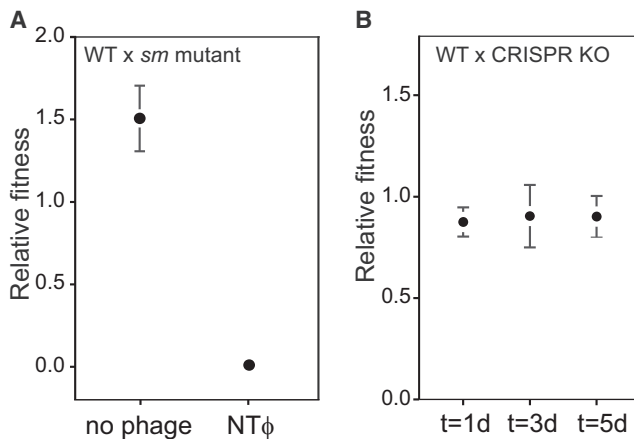 A
WT x sm mutant
Relative fitness
2.0
1.5
1.0
0.5
0.0
no phage NTϕ
B
WT x CRISPR KO
Relative fitness
1.5
1.0
0.5
0.0
t=1d t=3d t=5d